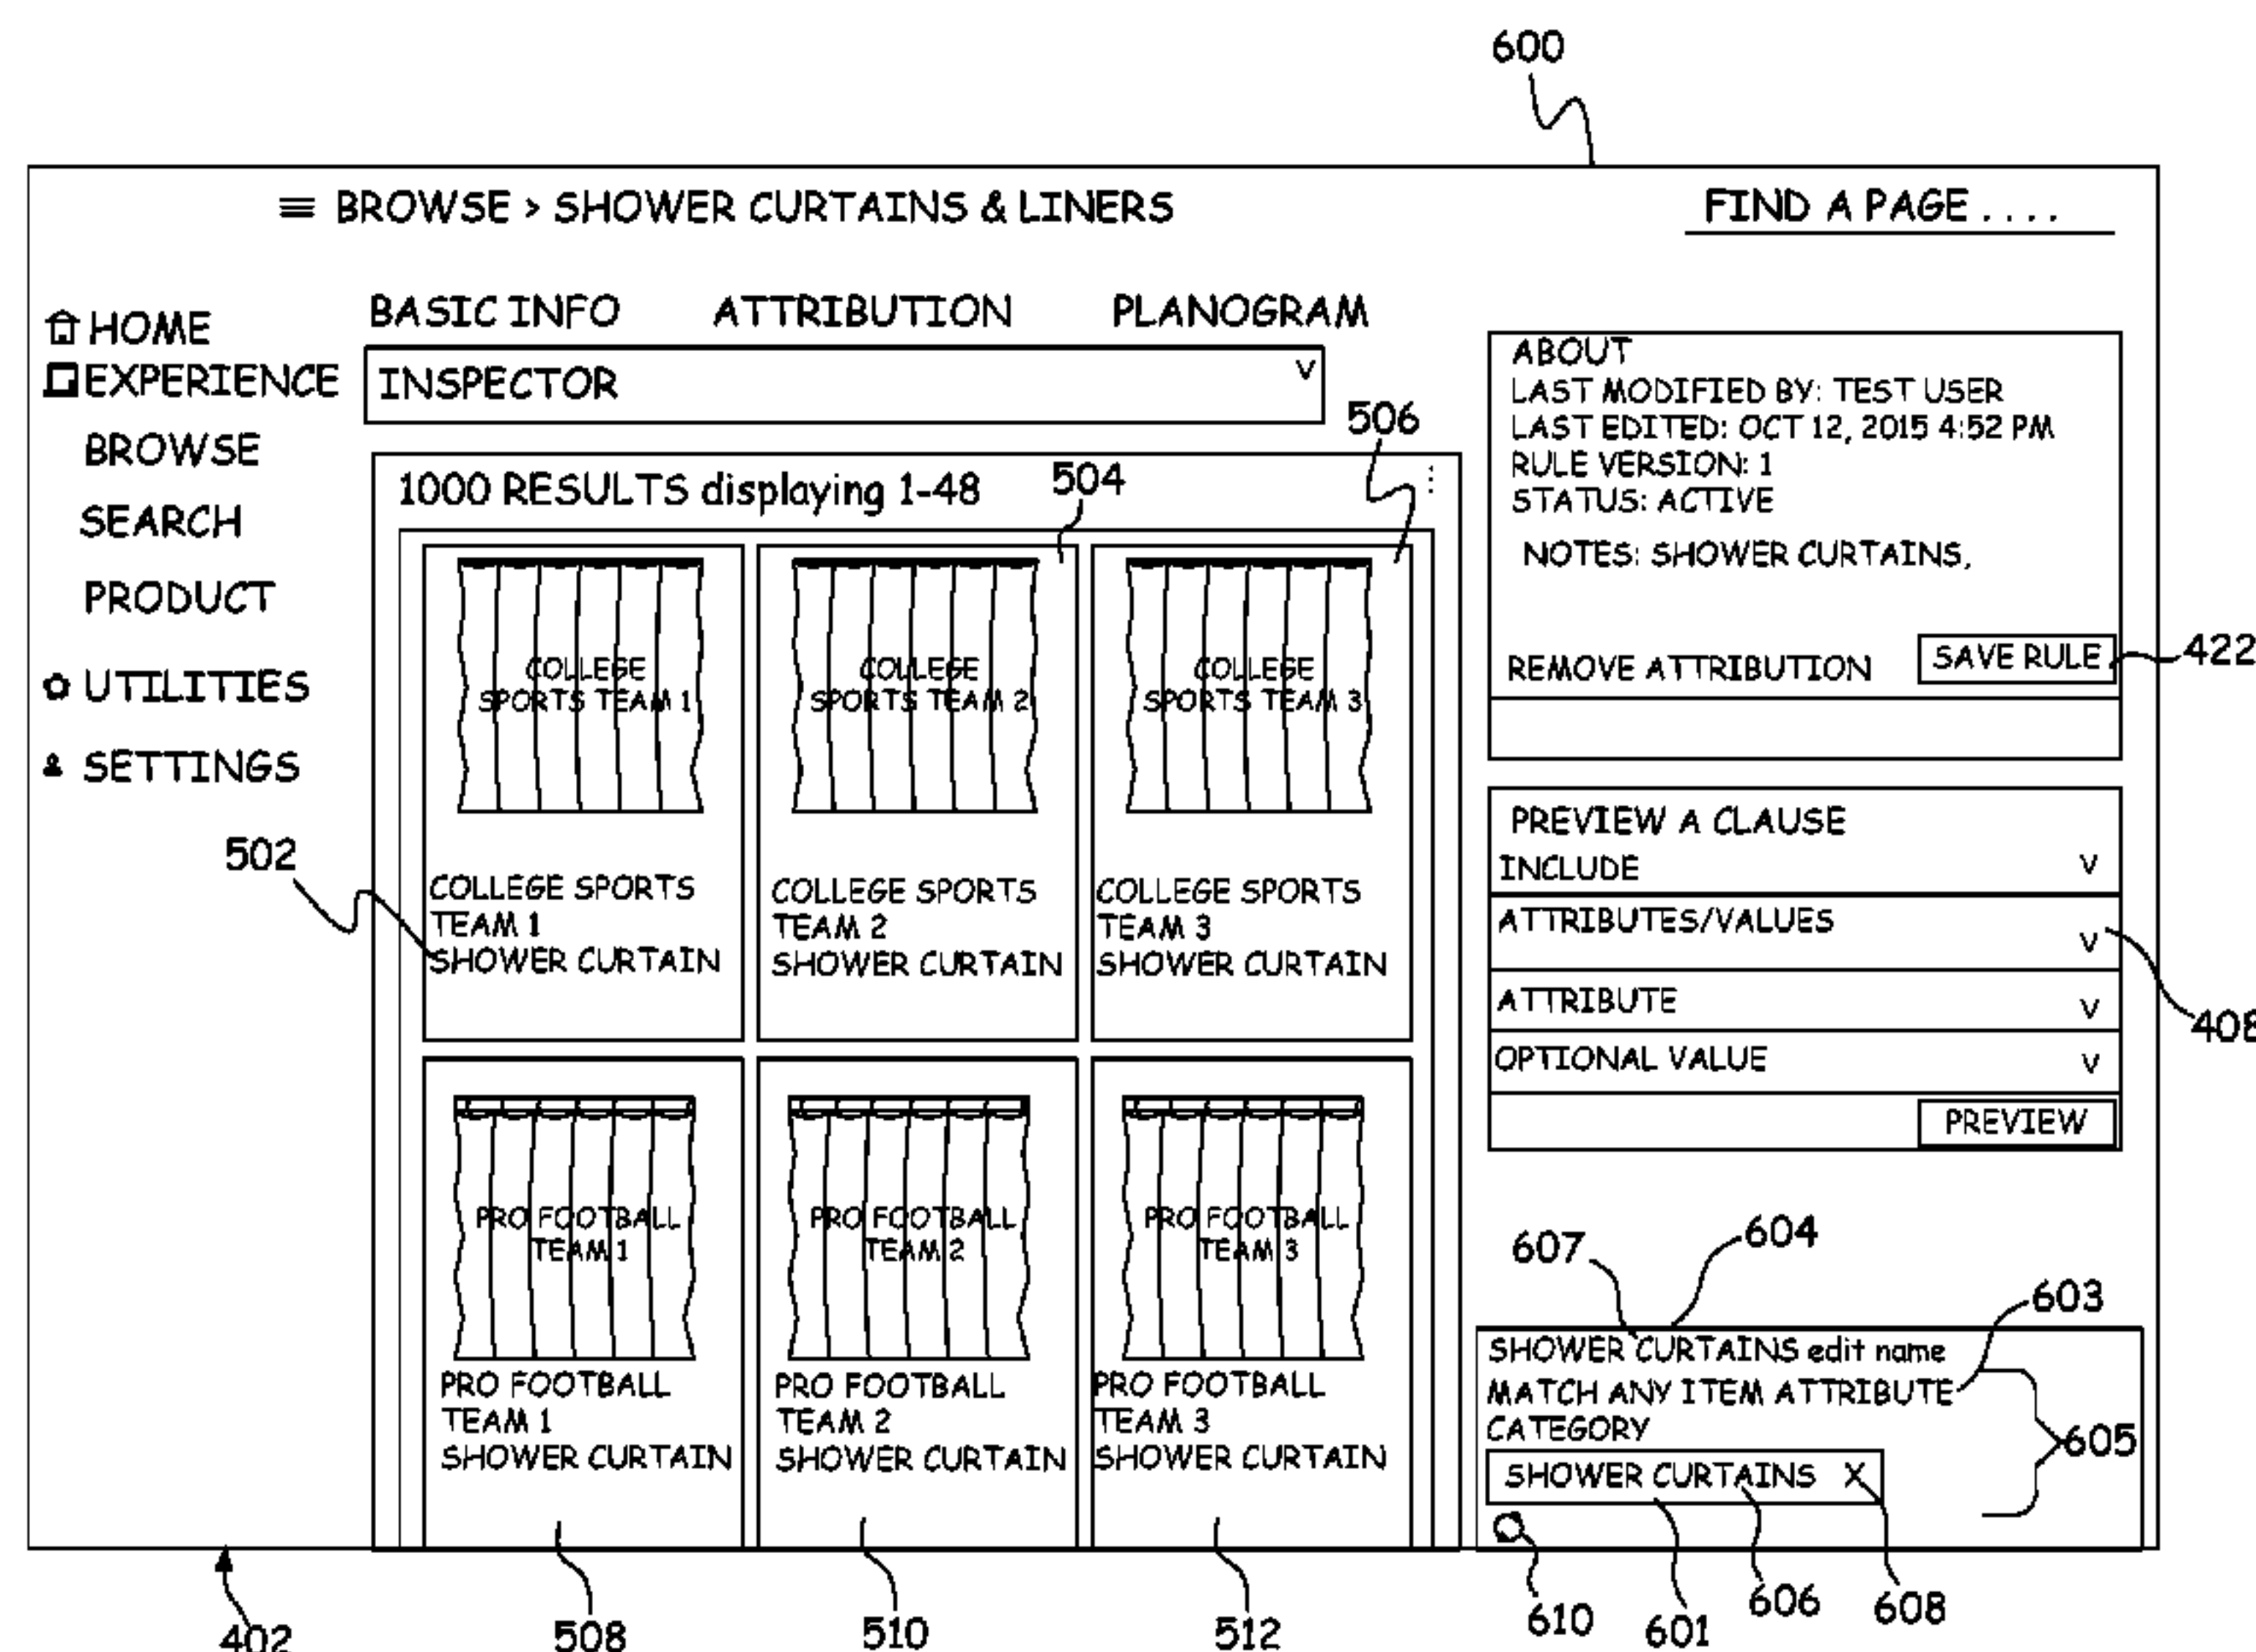 600
≡ BROWSE > SHOWER CURTAINS & LINERS
FIND A PAGE . . . .
HOME
EXPERIENCE
BROWSE
SEARCH
PRODUCT
UTILITIES
SETTINGS
BASIC INFO ATTRIBUTION PLANOGRAM
INSPECTOR V
1000 RESULTS displaying 1-48
504
506
502
COLLEGE
SPORTS TEAM 1
COLLEGE SPORTS
TEAM 1
SHOWER CURTAIN
COLLEGE
SPORTS TEAM 2
COLLEGE SPORTS
TEAM 2
SHOWER CURTAIN
COLLEGE
SPORTS TEAM 3
COLLEGE SPORTS
TEAM 3
SHOWER CURTAIN
PRO FOOTBALL
TEAM 1
PRO FOOTBALL
TEAM 1
SHOWER CURTAIN
PRO FOOTBALL
TEAM 2
PRO FOOTBALL
TEAM 2
SHOWER CURTAIN
PRO FOOTBALL
TEAM 3
PRO FOOTBALL
TEAM 3
SHOWER CURTAIN
ABOUT
LAST MODIFIED BY: TEST USER
LAST EDITED: OCT 12, 2015 4:52 PM
RULE VERSION: 1
STATUS: ACTIVE
NOTES: SHOWER CURTAINS,
REMOVE ATTRIBUTION SAVE RULE
422
PREVIEW A CLAUSE
INCLUDE V
ATTRIBUTES/VALUES V
408
ATTRIBUTE V
OPTIONAL VALUE V
PREVIEW
607
604
603
SHOWER CURTAINS edit name
MATCH ANY ITEM ATTRIBUTE
CATEGORY
605
SHOWER CURTAINS X
402
508
510
512
610
601
606
608